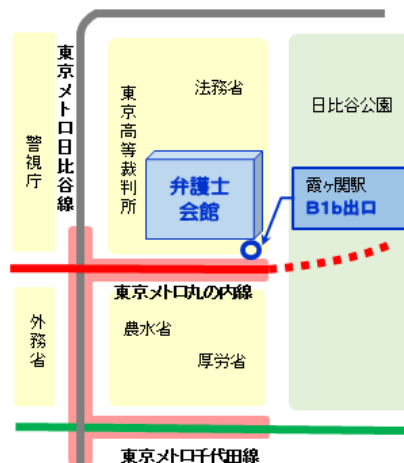 東京メトロ日比谷線
警視庁
東京高等裁判所
法務省
日比谷公園
弁護士
会館
霞ヶ関駅
B1b出口
東京メトロ丸の内線
外務省
農水省
厚労省
東京メトロ千代田線